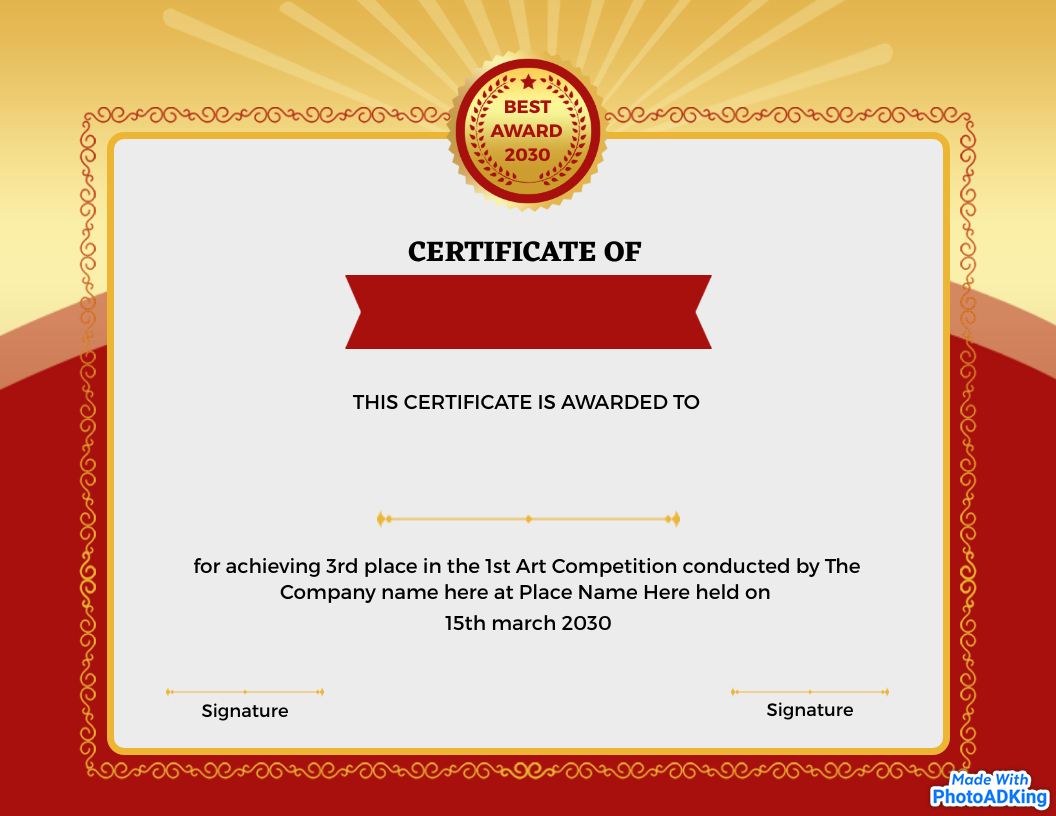 BEST
AWARD
2030
CERTIFICATE OF
THIS CERTIFICATE IS AWARDED TO
for achieving 3rd place in the 1st Art Competition conducted by The
Company name here at Place Name Here held on
15th march 2030
Signature
Signature
Made With
PhotoADKing